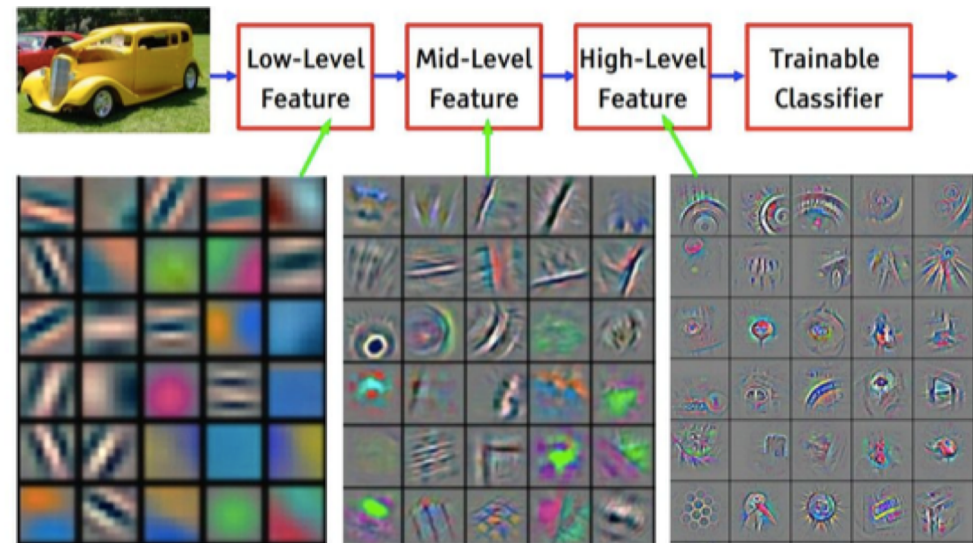 Low-Level
Feature
Mid-Level
Feature
High-Level
Feature
Trainable
Classifier